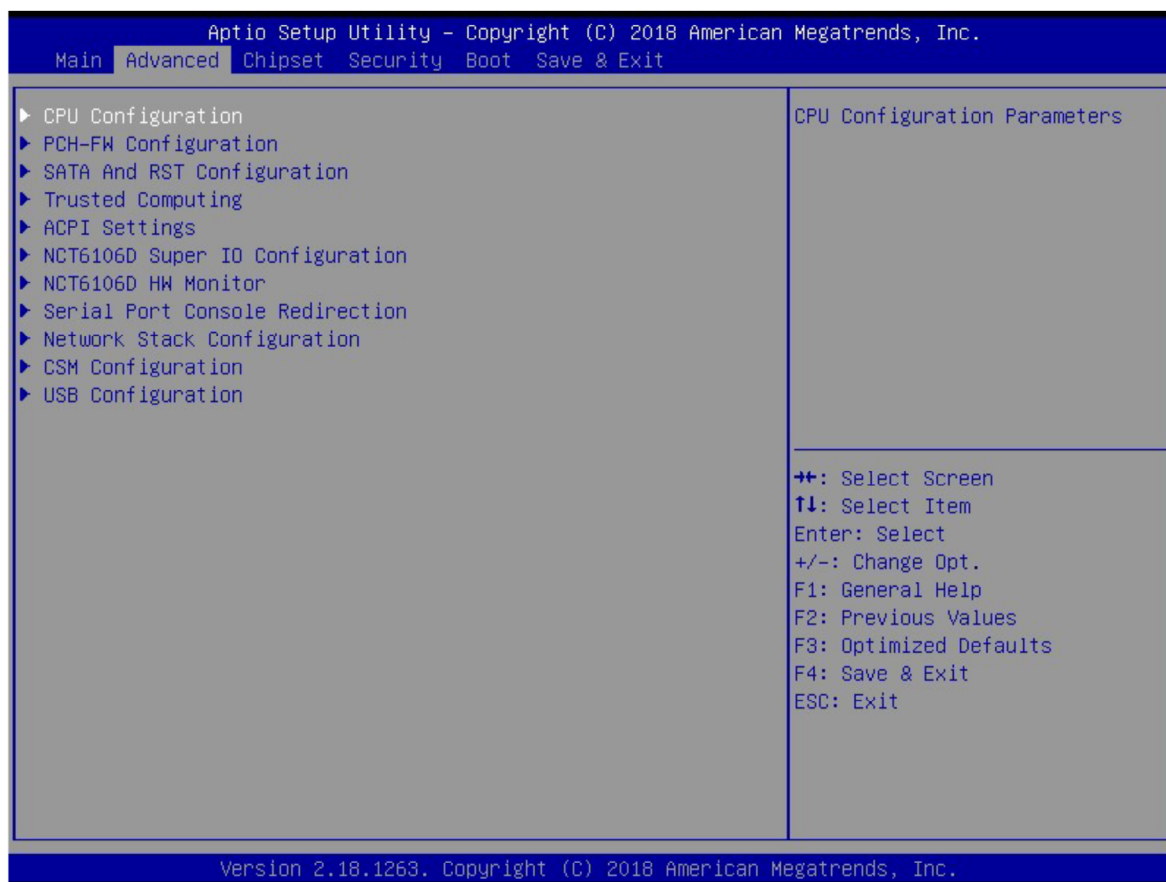 Aptio Setup Utility – Copyright (C) 2018 American Megatrends, Inc.
Main Advanced Chipset Security Boot Save & Exit
▶ CPU Configuration
▶ PCH-FW Configuration
▶ SATA And RST Configuration
▶ Trusted Computing
▶ ACPI Settings
▶ NCT6106D Super IO Configuration
▶ NCT6106D HW Monitor
▶ Serial Port Console Redirection
▶ Network Stack Configuration
▶ CSM Configuration
▶ USB Configuration
CPU Configuration Parameters
→←: Select Screen
↑↓: Select Item
Enter: Select
+/-: Change Opt.
F1: General Help
F2: Previous Values
F3: Optimized Defaults
F4: Save & Exit
ESC: Exit
Version 2.18.1263. Copyright (C) 2018 American Megatrends, Inc.